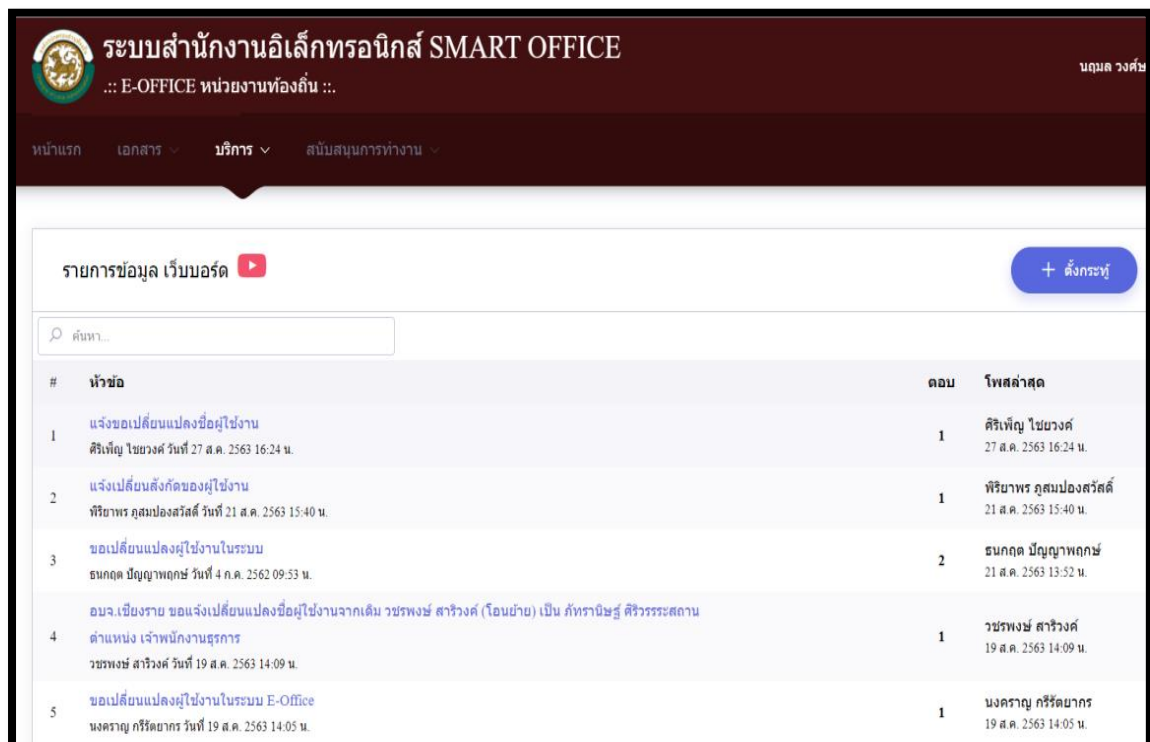 ระบบสำนักงานอิเล็กทรอนิกส์ SMART OFFICE
.:: E-OFFICE หน่วยงานท้องถิ่น ::.
นฤมล วงศ์ษ
หน้าแรก เอกสาร บริการ สนับสนุนการทำงาน
รายการข้อมูล เว็บบอร์ด
+ ตั้งกระทู้
ค้นหา...
# หัวข้อ ตอบ โพสล่าสุด
1 แจ้งขอเปลี่ยนแปลงชื่อผู้ใช้งาน 1 ศิริเพ็ญ ไชยวงค์
ศิริเพ็ญ ไชยวงค์ วันที่ 27 ส.ค. 2563 16:24 น. 27 ส.ค. 2563 16:24 น.
2 แจ้งเปลี่ยนสังกัดของผู้ใช้งาน 1 พิริยาพร ภูสมปองสวัสดิ์
พิริยาพร ภูสมปองสวัสดิ์ วันที่ 21 ส.ค. 2563 15:40 น. 21 ส.ค. 2563 15:40 น.
3 ขอเปลี่ยนแปลงผู้ใช้งานในระบบ 2 ธนกฤต ปัญญาพฤกษ์
ธนกฤต ปัญญาพฤกษ์ วันที่ 4 ก.ค. 2562 09:53 น. 21 ส.ค. 2563 13:52 น.
อบจ.เชียงราย ขอแจ้งเปลี่ยนแปลงชื่อผู้ใช้งานจากเดิม วชรพงษ์ สาริวงค์ (โอนย้าย) เป็น ภัทรานิษฐ์ ศิริวรรระสถาน
4 ตำแหน่ง เจ้าพนักงานธุรการ 1 วชรพงษ์ สาริวงค์
วชรพงษ์ สาริวงค์ วันที่ 19 ส.ค. 2563 14:09 น. 19 ส.ค. 2563 14:09 น.
5 ขอเปลี่ยนแปลงผู้ใช้งานในระบบ E-Office 1 นงคราญ กรีรัตยากร
นงคราญ กรีรัตยากร วันที่ 19 ส.ค. 2563 14:05 น. 19 ส.ค. 2563 14:05 น.